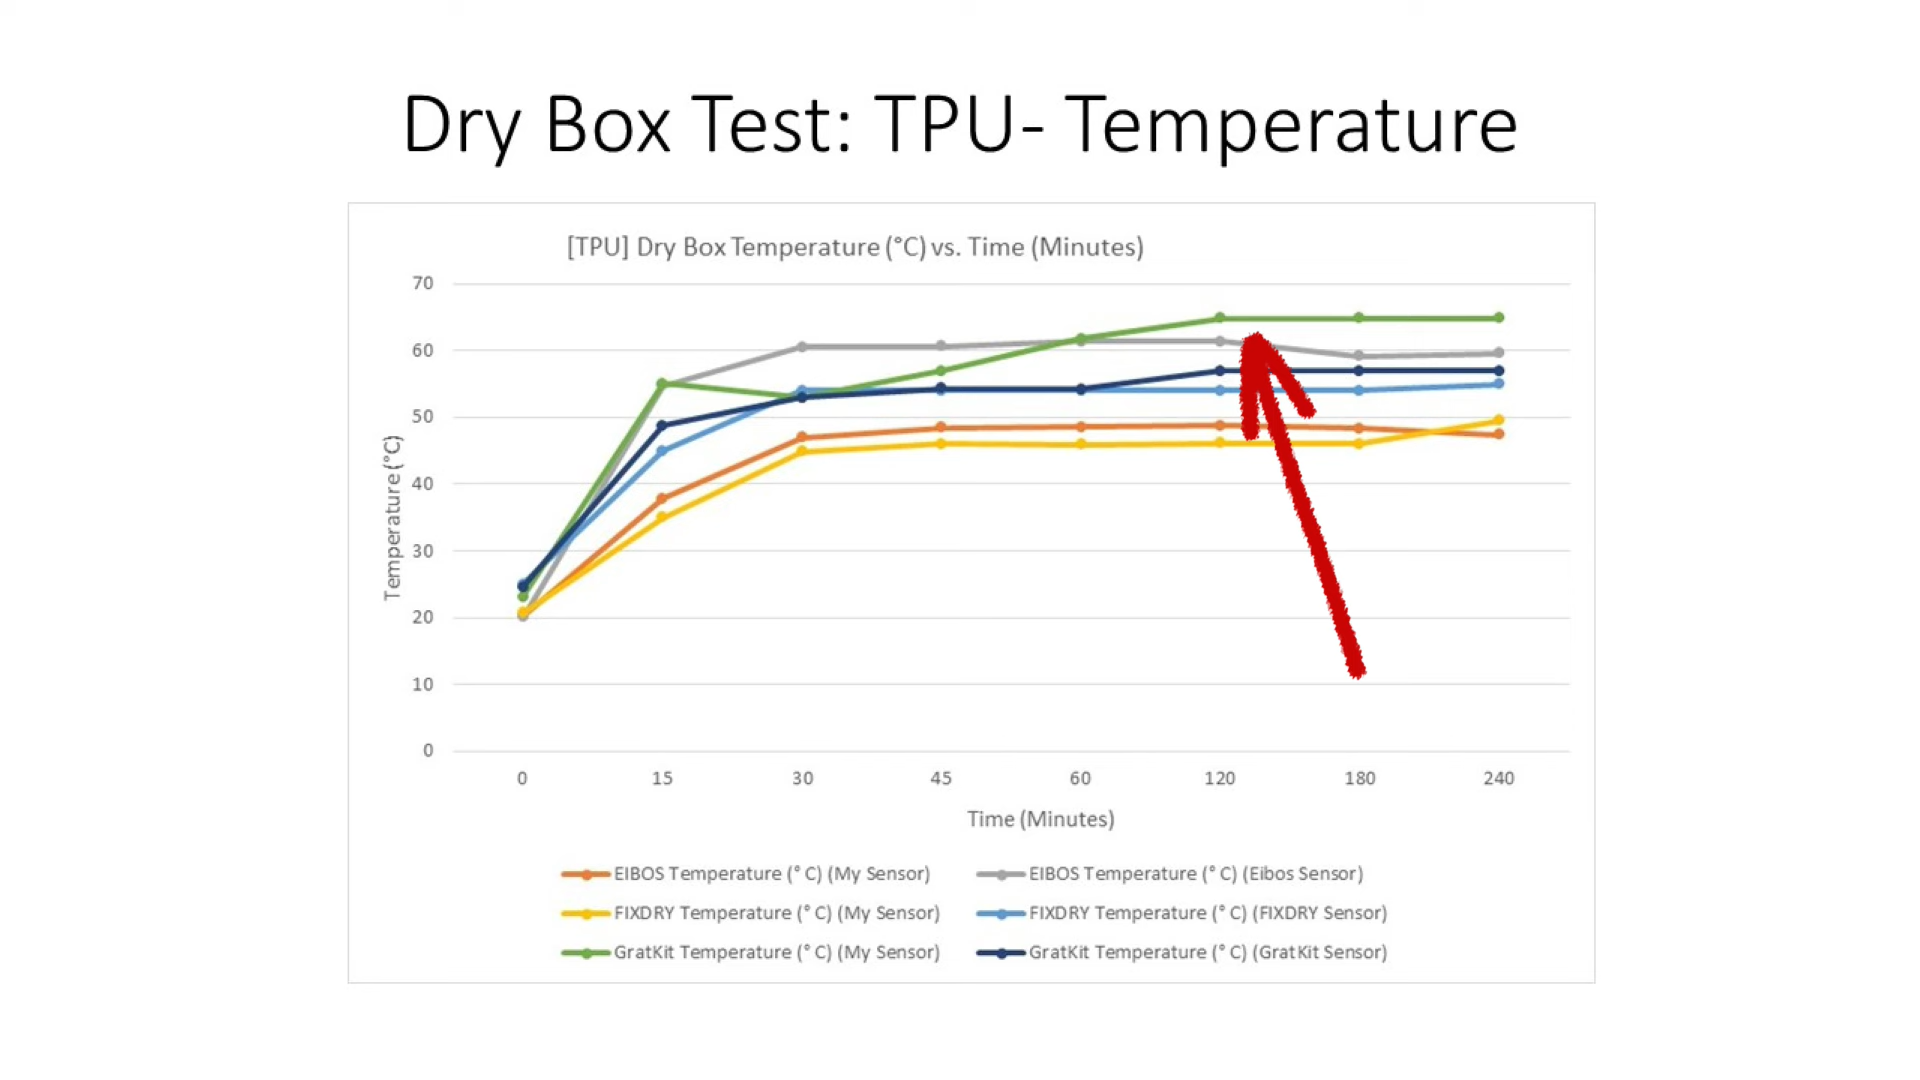 Dry Box Test: TPU- Temperature
[TPU] Dry Box Temperature (°C) vs. Time (Minutes)
70
60
50
40
30
20
10
0
Temperature (°C)
0 15 30 45 60 120 180 240
Time (Minutes)
EIBOS Temperature (° C) (My Sensor) EIBOS Temperature (° C) (Eibos Sensor)
FIXDRY Temperature (° C) (My Sensor) FIXDRY Temperature (° C) (FIXDRY Sensor)
GratKit Temperature (° C) (My Sensor) GratKit Temperature (° C) (GratKit Sensor)